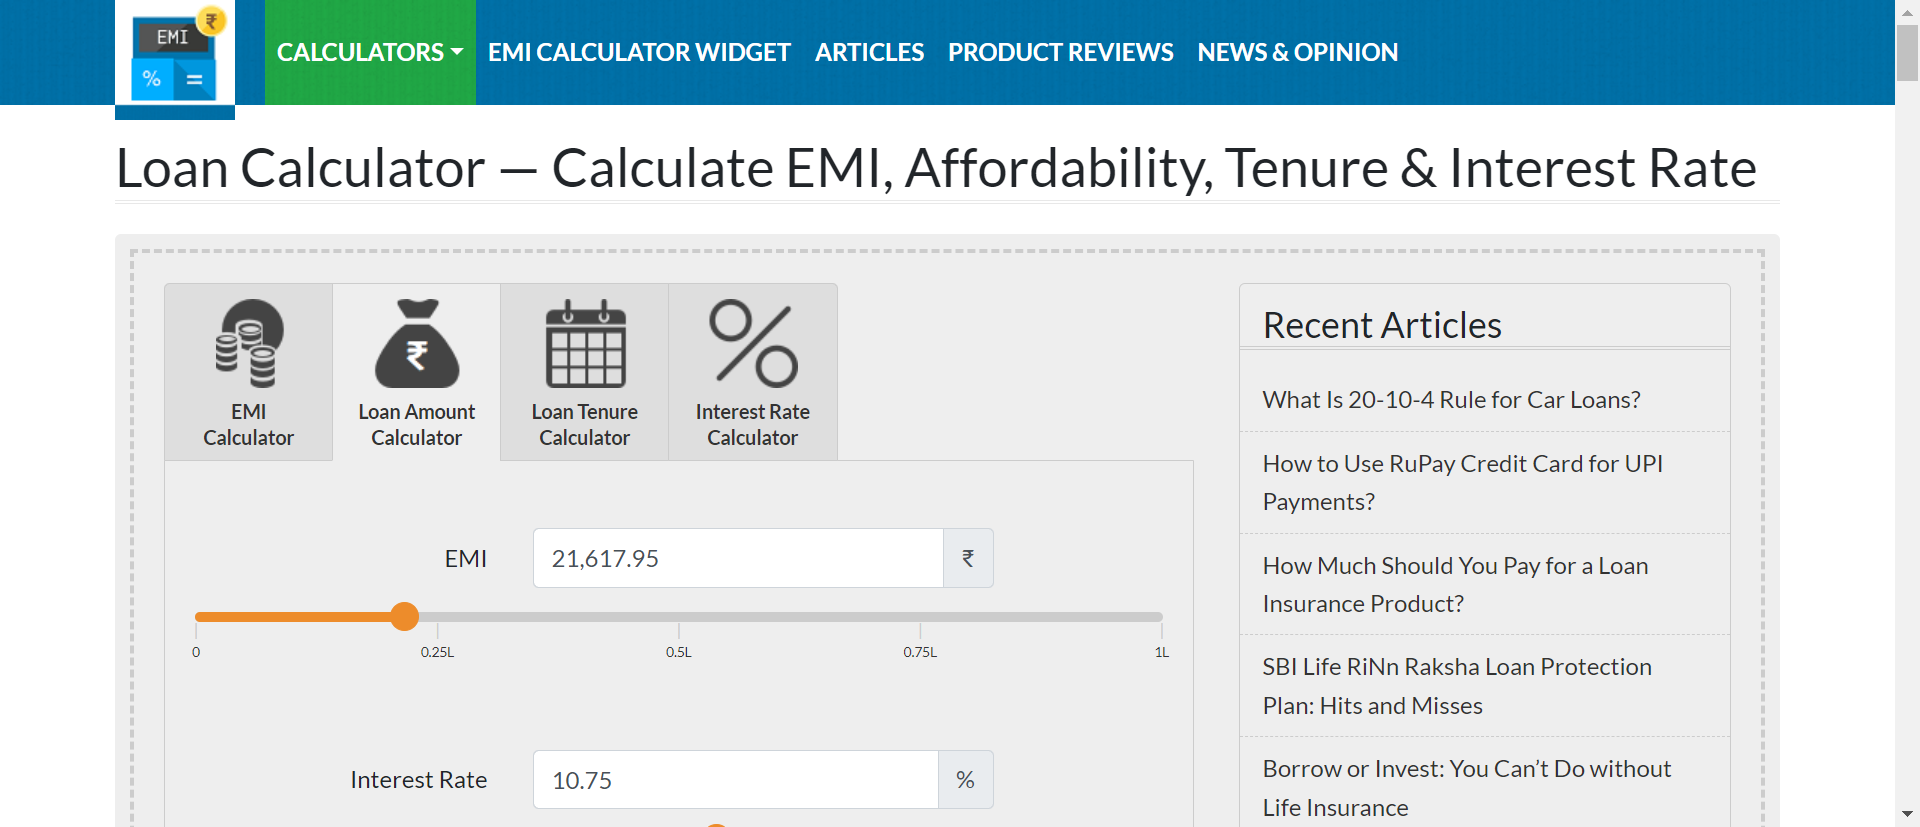 EMI
₹
%
=
CALCULATORS
EMI CALCULATOR WIDGET
ARTICLES
PRODUCT REVIEWS
NEWS & OPINION
Loan Calculator — Calculate EMI, Affordability, Tenure & Interest Rate
EMI
Calculator
₹
Loan Amount
Calculator
Loan Tenure
Calculator
Interest Rate
Calculator
EMI
21,617.95
₹
0
0.25L
0.5L
0.75L
1L
Interest Rate
10.75
%
Recent Articles
What Is 20-10-4 Rule for Car Loans?
How to Use RuPay Credit Card for UPI
Payments?
How Much Should You Pay for a Loan
Insurance Product?
SBI Life RiNn Raksha Loan Protection
Plan: Hits and Misses
Borrow or Invest: You Can’t Do without
Life Insurance